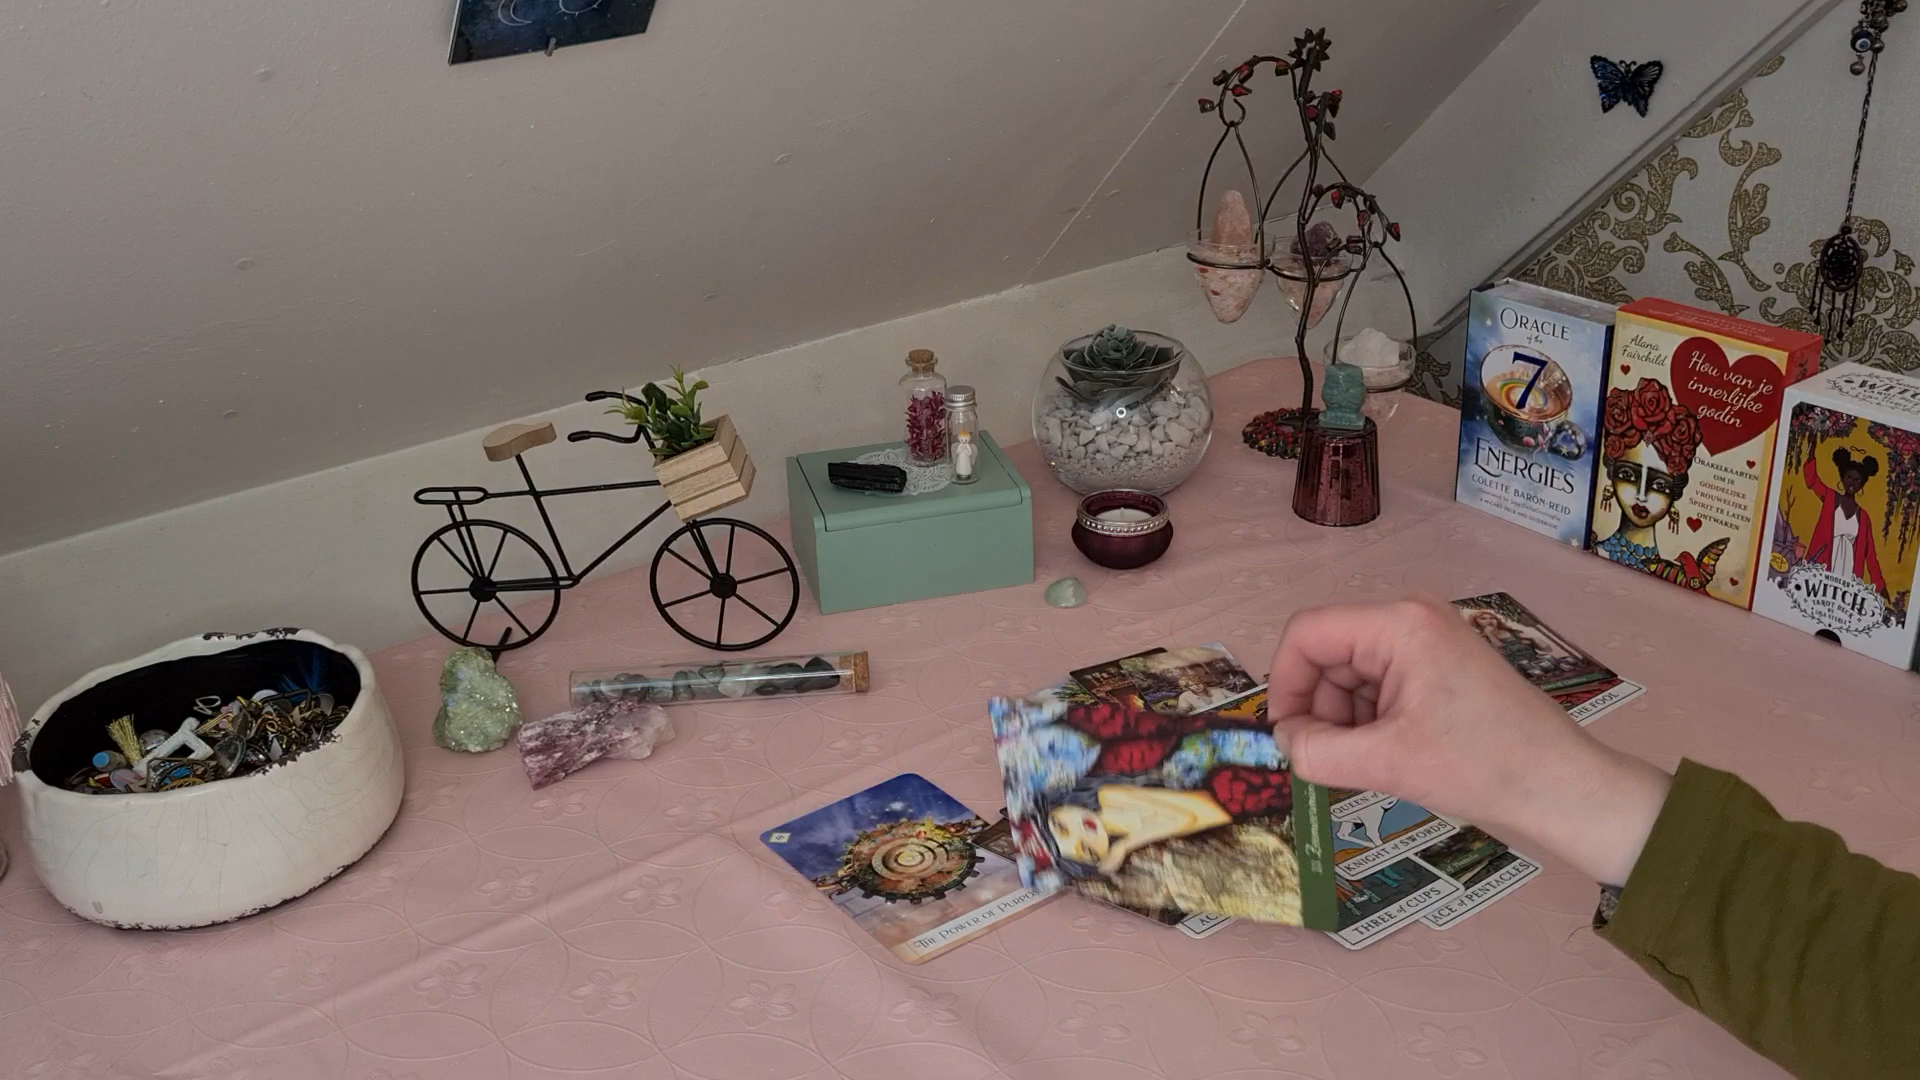 ORACLE
of the
7
ENERGIES
COLETTE BARON-REID
Alana
Fairchild
Hou van je
innerlijke
godin
ORAKELKAARTEN
OM JE
GODDELIJKE
VROUWELIJKE
SPIRIT TE LATEN
ONTWAKEN
MODERN
WITCH
TAROT DECK
THE FOOL
QUEEN
KNIGHT of SWORDS
THREE of CUPS
ACE of PENTACLES
THE POWER OF